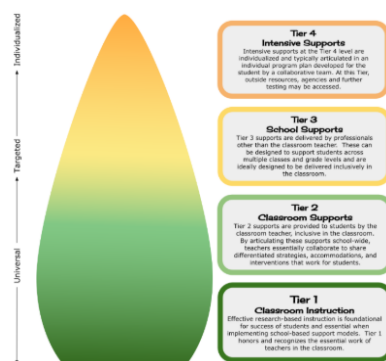 Individualized
Targeted
Universal
Tier 4
Intensive Supports
Intensive supports at the Tier 4 level are
individualized and typically articulated in an
individual program plan developed for the
student by a collaborative team. At this Tier,
outside resources, agencies and further
testing may be accessed.
Tier 3
School Supports
Tier 3 supports are delivered by professionals
other than the classroom teacher. These can
be designed to support students across
multiple classes and grade levels and are
ideally designed to be delivered inclusively in
the classroom.
Tier 2
Classroom Supports
Tier 2 supports are provided to students by the
classroom teacher, inclusive in the classroom.
By articulating these supports school-wide,
teachers essentially collaborate to share
differentiated strategies, accommodations, and
interventions that work for students.
Tier 1
Classroom Instruction
Effective research-based instruction is foundational
for success of students and essential when
implementing school-based support models. Tier 1
honors and recognizes the essential work of
teachers in the classroom.